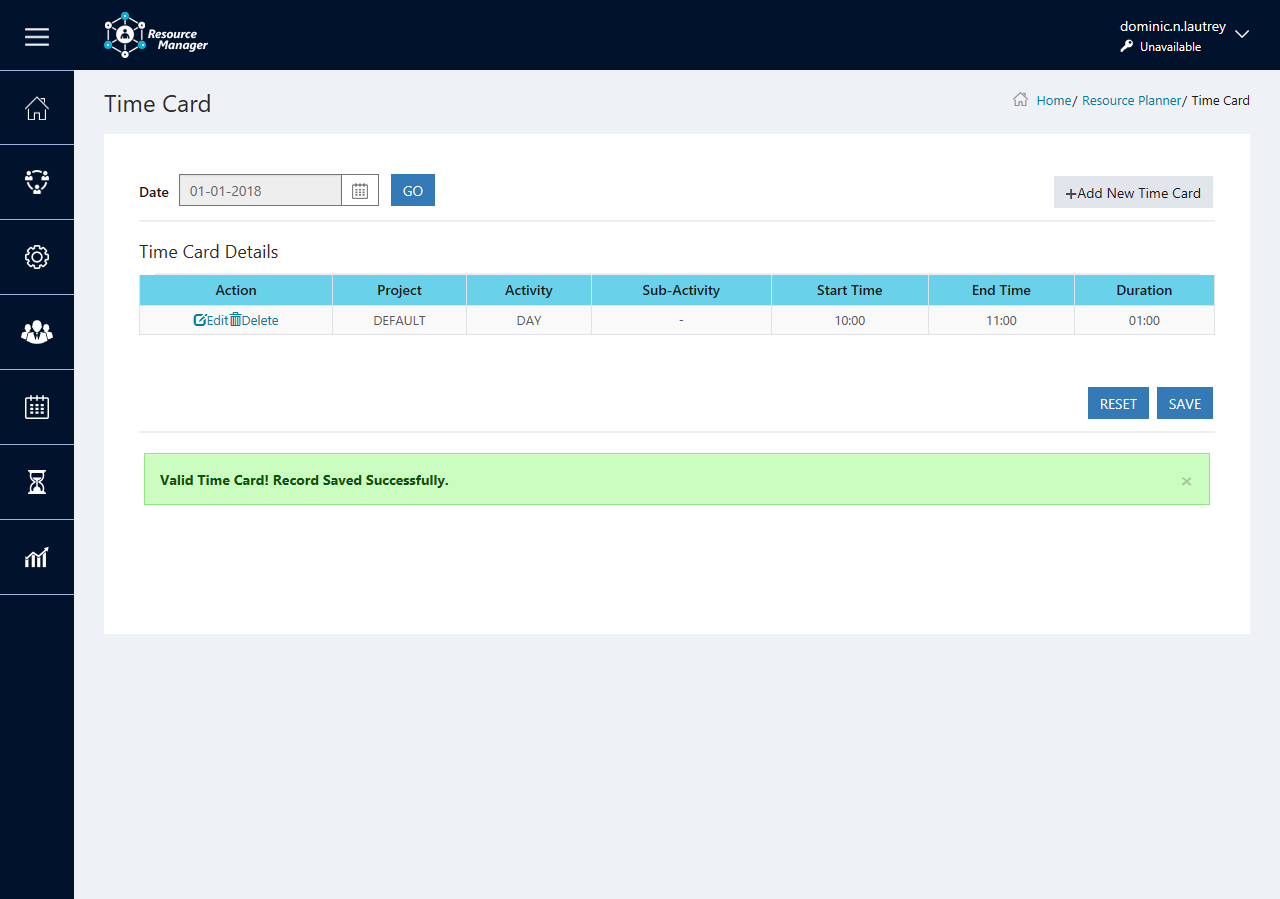 Resource
Manager
dominic.n.lautrey
Unavailable
Time Card
Home/ Resource Planner/ Time Card
Date 01-01-2018 GO
+Add New Time Card
Time Card Details
Action Project Activity Sub-Activity Start Time End Time Duration
EditDelete DEFAULT DAY - 10:00 11:00 01:00
RESET SAVE
Valid Time Card! Record Saved Successfully. ×